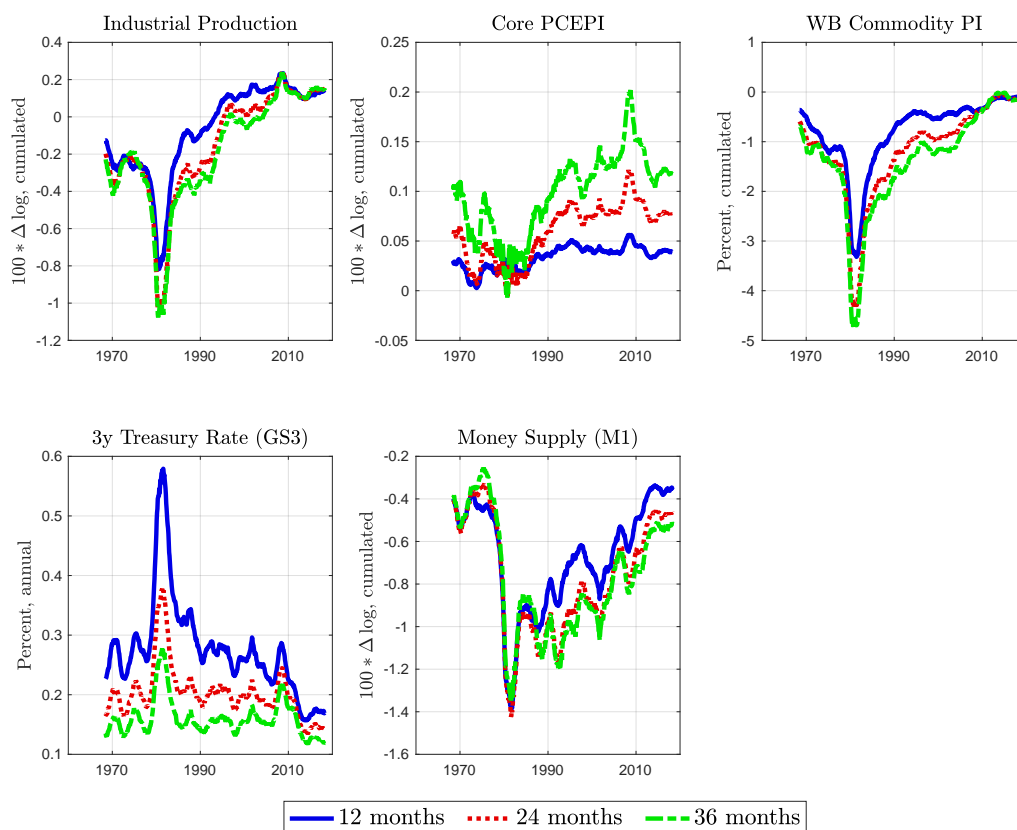 Industrial Production
100 * Δ log, cumulated
0.4
0.2
0
-0.2
-0.4
-0.6
-0.8
-1
-1.2
1970 1990 2010
Core PCEPI
100 * Δ log, cumulated
0.25
0.2
0.15
0.1
0.05
0
-0.05
1970 1990 2010
WB Commodity PI
Percent, cumulated
1
0
-1
-2
-3
-4
-5
1970 1990 2010
3y Treasury Rate (GS3)
Percent, annual
0.6
0.5
0.4
0.3
0.2
0.1
1970 1990 2010
Money Supply (M1)
100 * Δ log, cumulated
-0.2
-0.4
-0.6
-0.8
-1
-1.2
-1.4
-1.6
1970 1990 2010
12 months 24 months 36 months